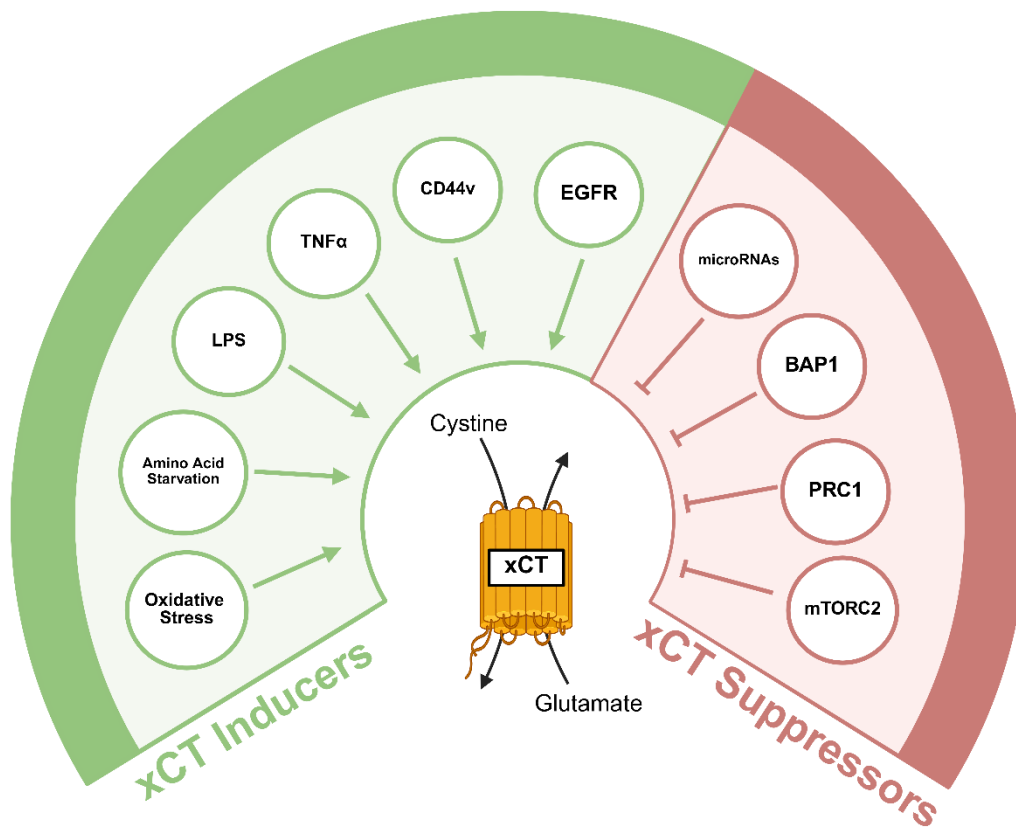 CD44v
EGFR
TNFα
microRNAs
LPS
BAP1
Cystine
Amino Acid
Starvation
PRC1
xCT
Oxidative
Stress
mTORC2
Glutamate
xCT Inducers
xCT Suppressors